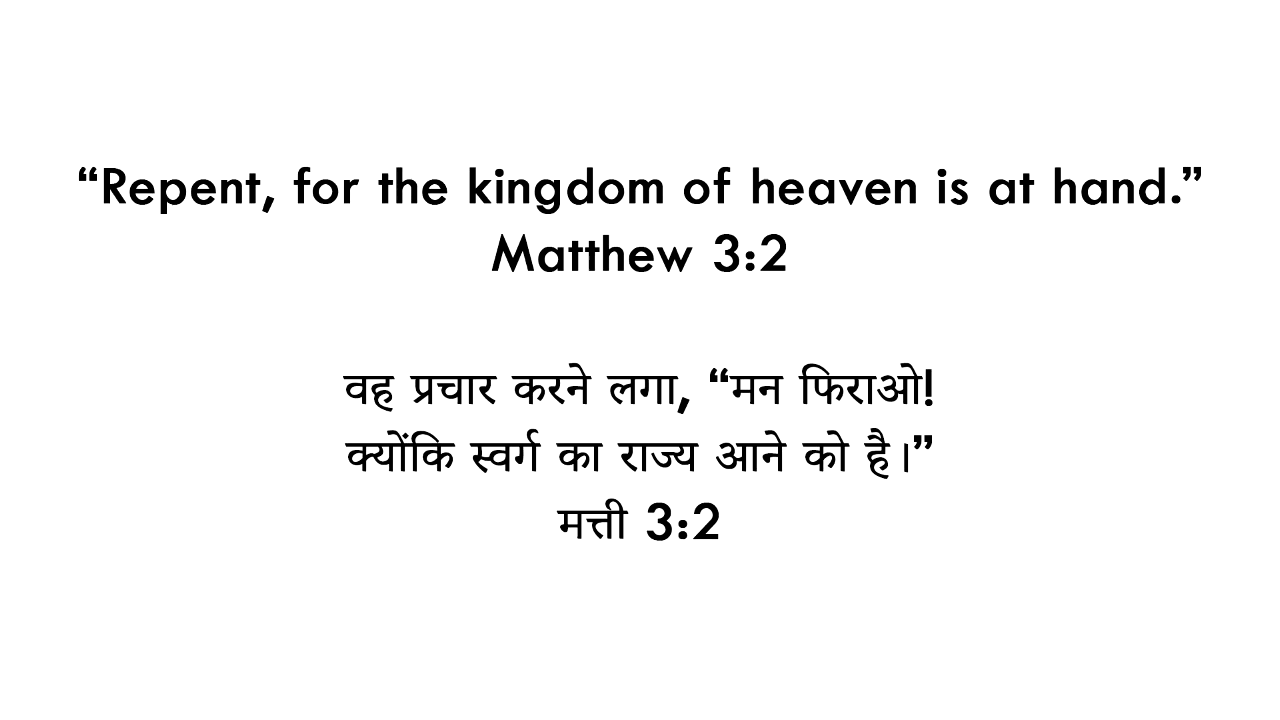 “Repent, for the kingdom of heaven is at hand.”
Matthew 3:2
वह प्रचार करने लगा, “मन फिराओ!
क्योंकि स्वर्ग का राज्य आने को है।”
मत्ती 3:2